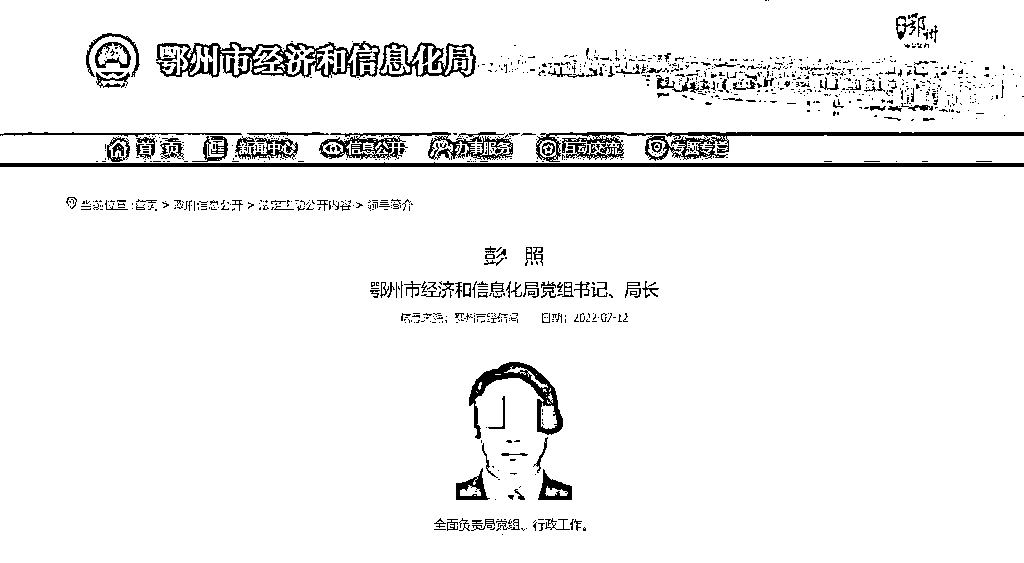 鄂州
鄂州市经济和信息化局
首 页 新闻中心 信息公开 办事服务 互动交流 专题专栏
当前位置:首页 > 政府信息公开 > 法定主动公开内容 > 领导简介
彭 照
鄂州市经济和信息化局党组书记、局长
信息来源：鄂州市经信局 日期：2022-07-12
全面负责局党组、行政工作。